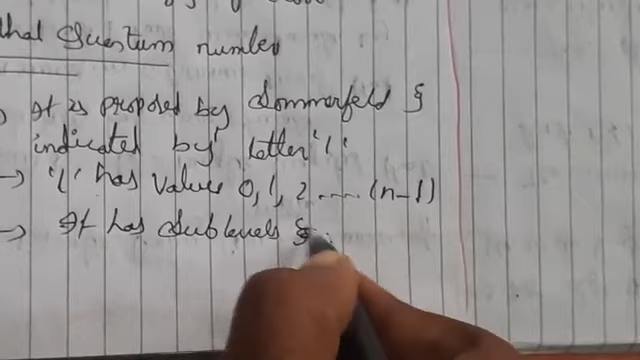 thal Quantum number
→ It is proposed by Sommerfeld &
indicated by letter 'l'
→ 'l' has values 0, 1, 2 ..... (n-1)
→ It has Sublevels &